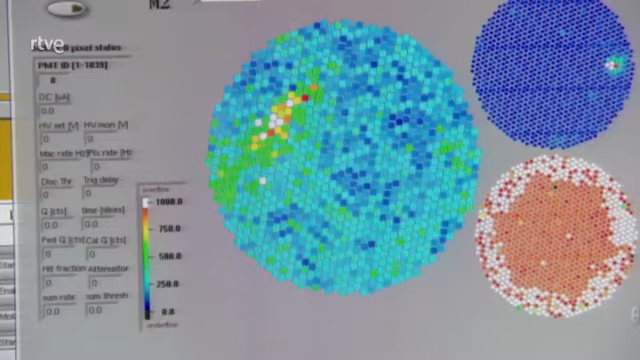 M2
rtve
pixel status
PMT ID [1-1039]
0
DC [uA]
0.0
HV set [V] HV mon [V]
0 0
Mac rate Hz] Pix rate [Hz]
0 0
Disc Thr Trig delay
0 0
Q [cts] time [slices]
0.0 0.0
Ped Q [cts] Cal Q [cts]
0 0
Hit fraction Attenuator
0 0
sum rate sum thresh
0.0 0.0
overflow
1000.0
750.0
500.0
250.0
0.0
underflow